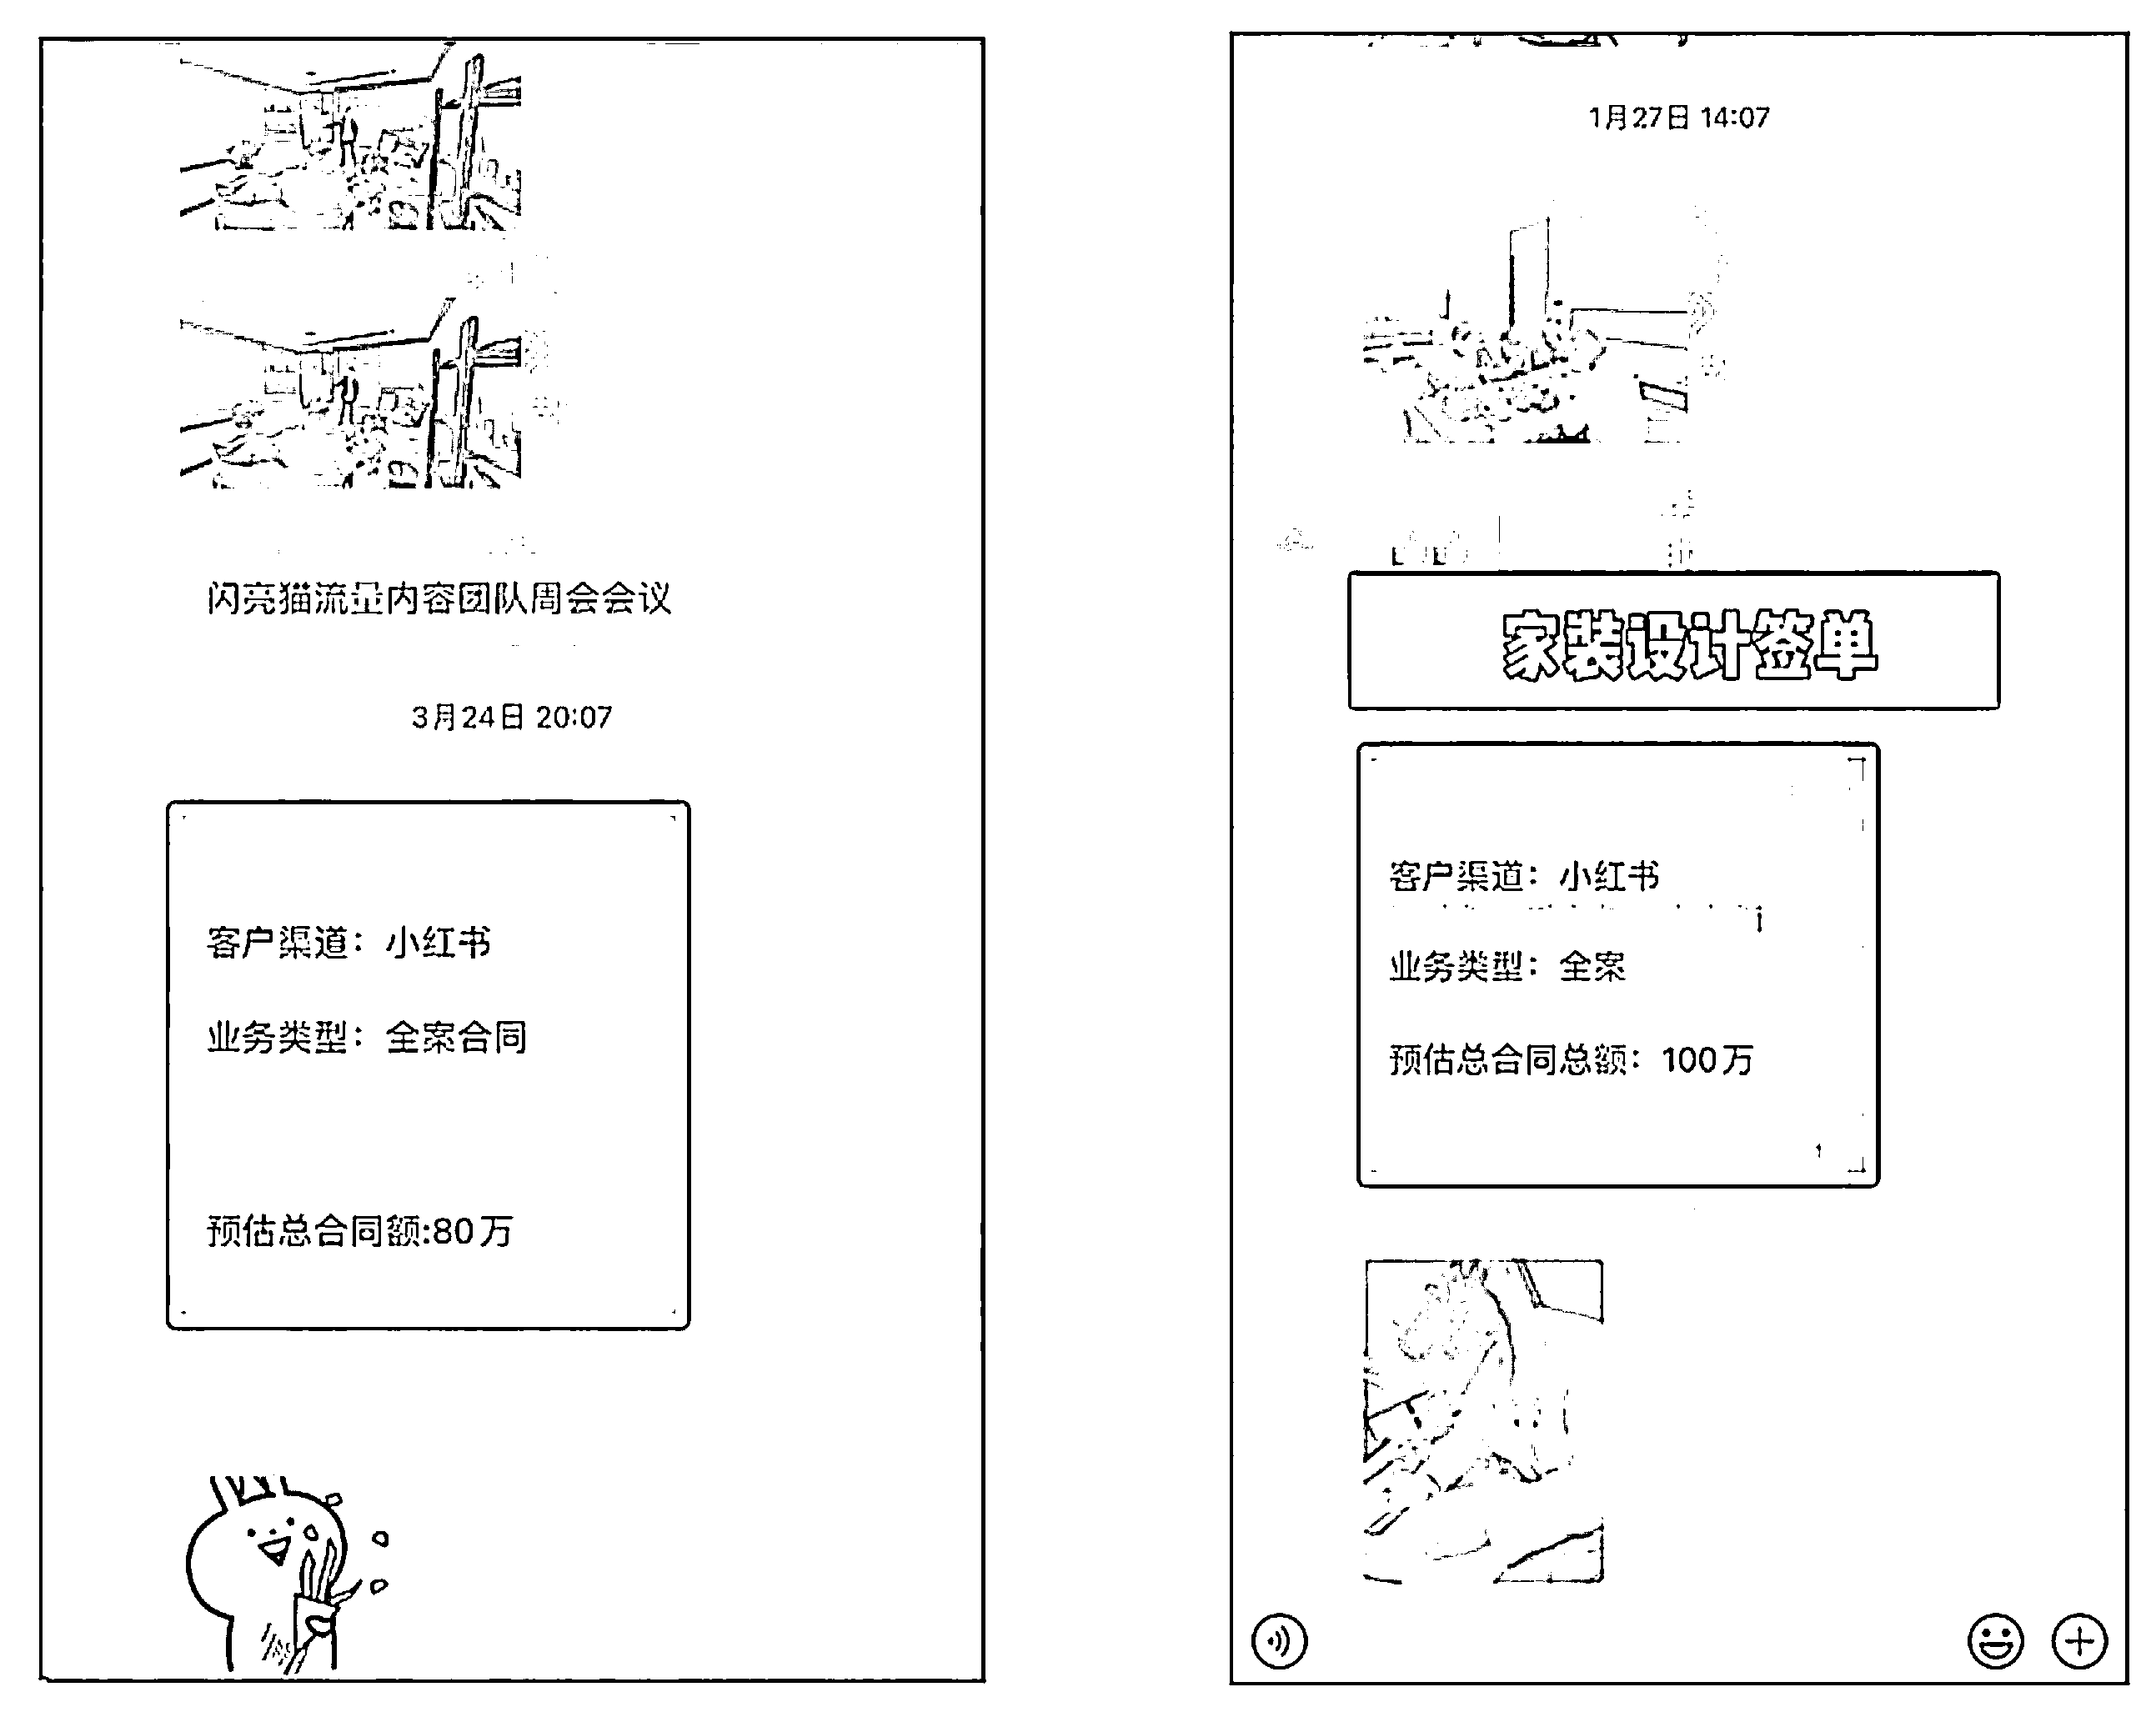 闪亮猫流量内容团队周会会议
3月24日 20:07
客户渠道：小红书
业务类型：全案合同
预估总合同额:80万
1月27日 14:07
家装设计签单
客户渠道：小红书
业务类型：全案
预估总合同总额：100万